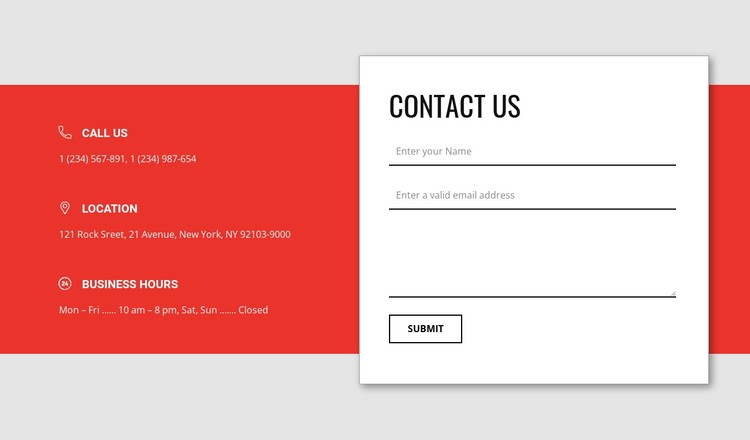 CALL US
1 (234) 567-891, 1 (234) 987-654
LOCATION
121 Rock Sreet, 21 Avenue, New York, NY 92103-9000
24
BUSINESS HOURS
Mon – Fri ...... 10 am – 8 pm, Sat, Sun ....... Closed
CONTACT US
Enter your Name
Enter a valid email address
SUBMIT